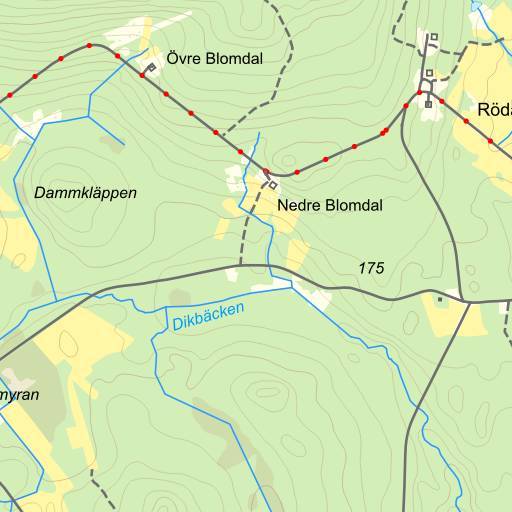 Övre Blomdal
Röda
Dammkläppen
Nedre Blomdal
175
Dikbäcken
myran